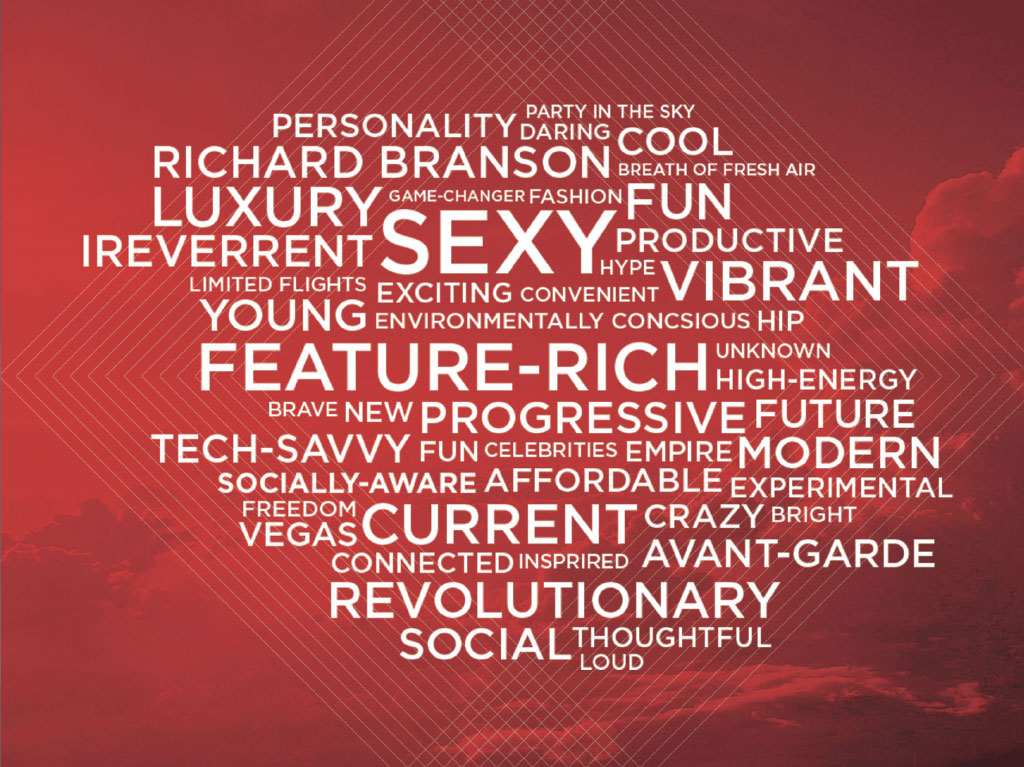 PARTY IN THE SKY
PERSONALITY DARING COOL
RICHARD BRANSON BREATH OF FRESH AIR
LUXURY GAME-CHANGER FASHION FUN
IREVERRENT SEXY PRODUCTIVE
LIMITED FLIGHTS HYPE VIBRANT
EXCITING CONVENIENT
YOUNG ENVIRONMENTALLY CONCSIOUS HIP
FEATURE-RICH UNKNOWN
HIGH-ENERGY
BRAVE NEW PROGRESSIVE FUTURE
TECH-SAVVY FUN CELEBRITIES EMPIRE MODERN
SOCIALLY-AWARE AFFORDABLE EXPERIMENTAL
FREEDOM CURRENT CRAZY BRIGHT
VEGAS
CONNECTED INSPRIRED AVANT-GARDE
REVOLUTIONARY
SOCIAL THOUGHTFUL
LOUD